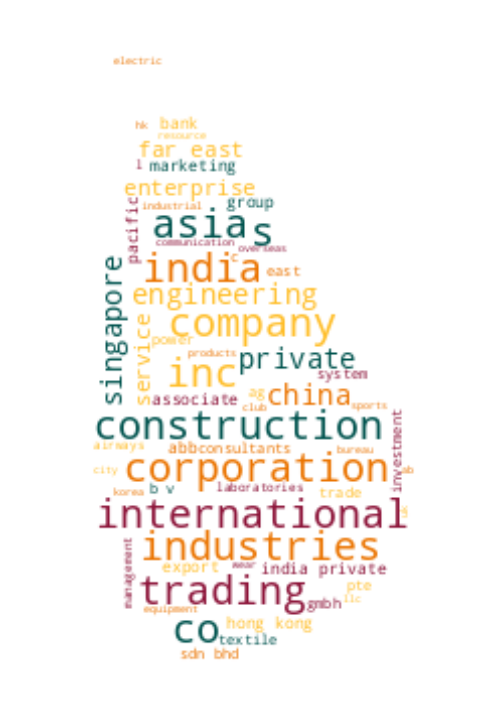 electric
hk bank
resource
far east
l marketing
enterprise
pacific
industrial group
asia s
communication overseas
c
india east
singapore
engineering
service
company
power
products private
inc system
associate ag china
club sports
construction
investment
airways abb consultants bureau
city corporation
korea b v laboratories trade
international
industries
management
export wear india private
trading pte
gmbh llc
equipment
co hong kong
textile
sdn bhd